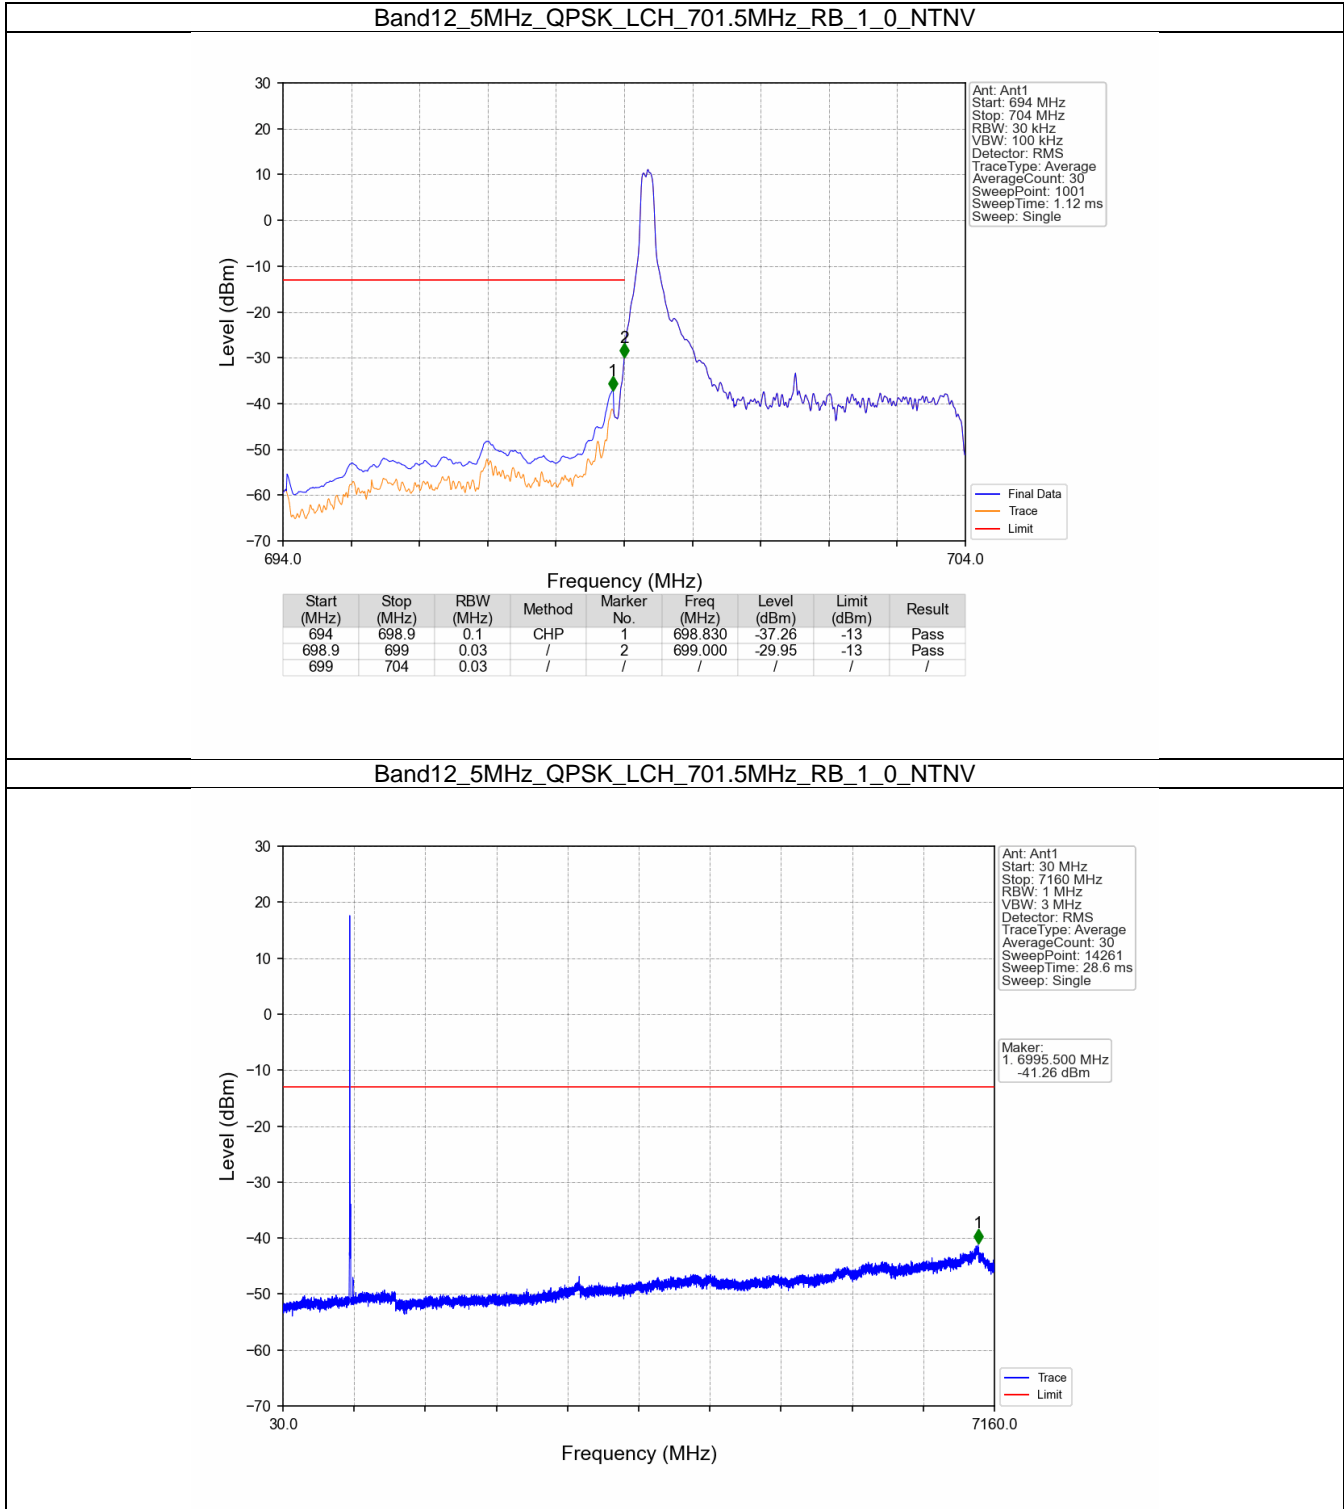 Band12_5MHz_QPSK_LCH_701.5MHz_RB_1_0_NTNV
30
20
10
0
−10
−20
−30
−40
−50
−60
−70
Level (dBm)
1
2
694.0
704.0
Frequency (MHz)
Ant: Ant1
Start: 694 MHz
Stop: 704 MHz
RBW: 30 kHz
VBW: 100 kHz
Detector: RMS
TraceType: Average
AverageCount: 30
SweepPoint: 1001
SweepTime: 1.12 ms
Sweep: Single
Final Data
Trace
Limit
Start (MHz) Stop (MHz) RBW (MHz) Method Marker No. Freq (MHz) Level (dBm) Limit (dBm) Result
694 698.9 0.1 CHP 1 698.830 -37.26 -13 Pass
698.9 699 0.03 / 2 699.000 -29.95 -13 Pass
699 704 0.03 / / / / / /
Band12_5MHz_QPSK_LCH_701.5MHz_RB_1_0_NTNV
30
20
10
0
−10
−20
−30
−40
−50
−60
−70
Level (dBm)
1
30.0
7160.0
Frequency (MHz)
Ant: Ant1
Start: 30 MHz
Stop: 7160 MHz
RBW: 1 MHz
VBW: 3 MHz
Detector: RMS
TraceType: Average
AverageCount: 30
SweepPoint: 14261
SweepTime: 28.6 ms
Sweep: Single
Maker:
1. 6995.500 MHz
-41.26 dBm
Trace
Limit